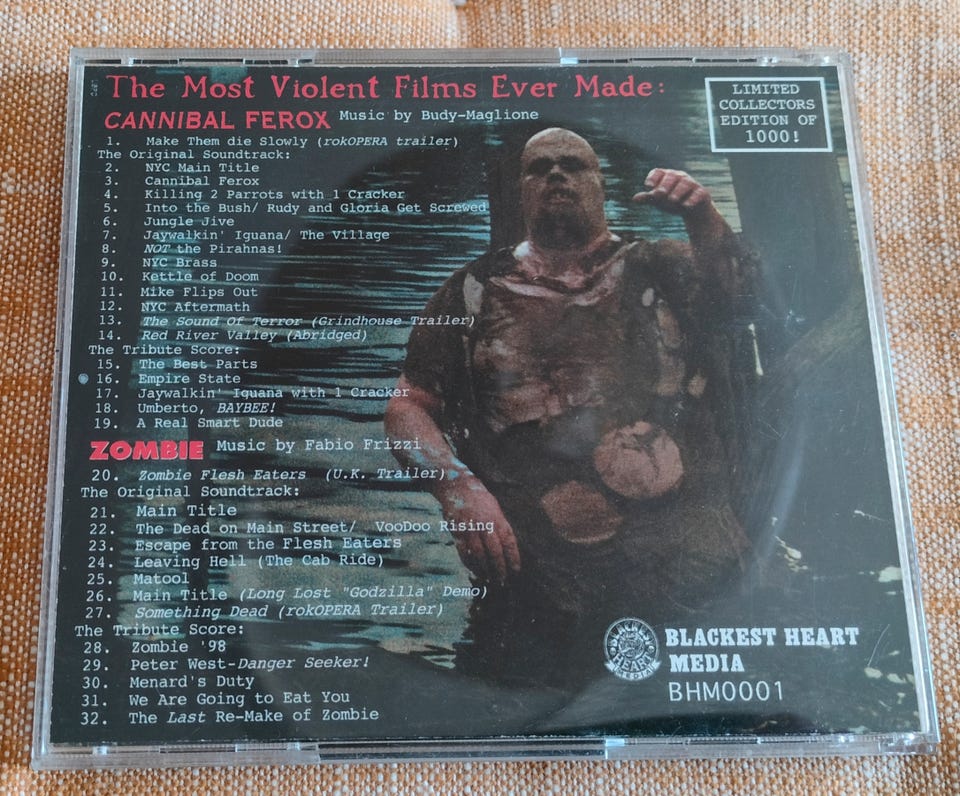 The Most Violent Films Ever Made:
LIMITED
COLLECTORS
EDITION OF
1000!
CANNIBAL FEROX Music by Budy-Maglione
1. Make Them die Slowly (rokOPERA trailer)
The Original Soundtrack:
2. NYC Main Title
3. Cannibal Ferox
4. Killing 2 Parrots with 1 Cracker
5. Into the Bush/ Rudy and Gloria Get Screwed
6. Jungle Jive
7. Jaywalkin' Iguana/ The Village
8. NOT the Pirahnas!
9. NYC Brass
10. Kettle of Doom
11. Mike Flips Out
12. NYC Aftermath
13. The Sound Of Terror (Grindhouse Trailer)
14. Red River Valley (Abridged)
The Tribute Score:
15. The Best Parts
16. Empire State
17. Jaywalkin' Iguana with 1 Cracker
18. Umberto, BAYBEE!
19. A Real Smart Dude
ZOMBIE Music by Fabio Frizzi
20. Zombie Flesh Eaters (U.K. Trailer)
The Original Soundtrack:
21. Main Title
22. The Dead on Main Street/ VooDoo Rising
23. Escape from the Flesh Eaters
24. Leaving Hell (The Cab Ride)
25. Matool
26. Main Title (Long Lost "Godzilla" Demo)
27. Something Dead (rokOPERA Trailer)
The Tribute Score:
28. Zombie '98
29. Peter West-Danger Seeker!
30. Menard's Duty
31. We Are Going to Eat You
32. The Last Re-Make of Zombie
HEART
MEDIA
BLACKEST HEART
MEDIA
BHM0001